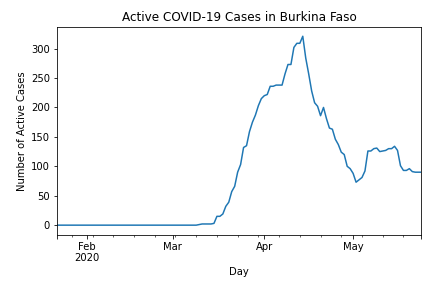 Active COVID-19 Cases in Burkina Faso
Number of Active Cases
300
250
200
150
100
50
0
Feb
2020
Mar
Apr
May
Day